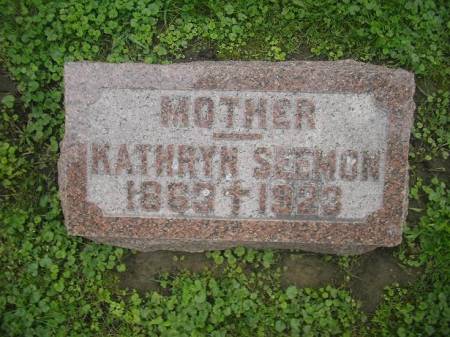 MOTHER
KATHRYN SEEMON
1863 † 1923